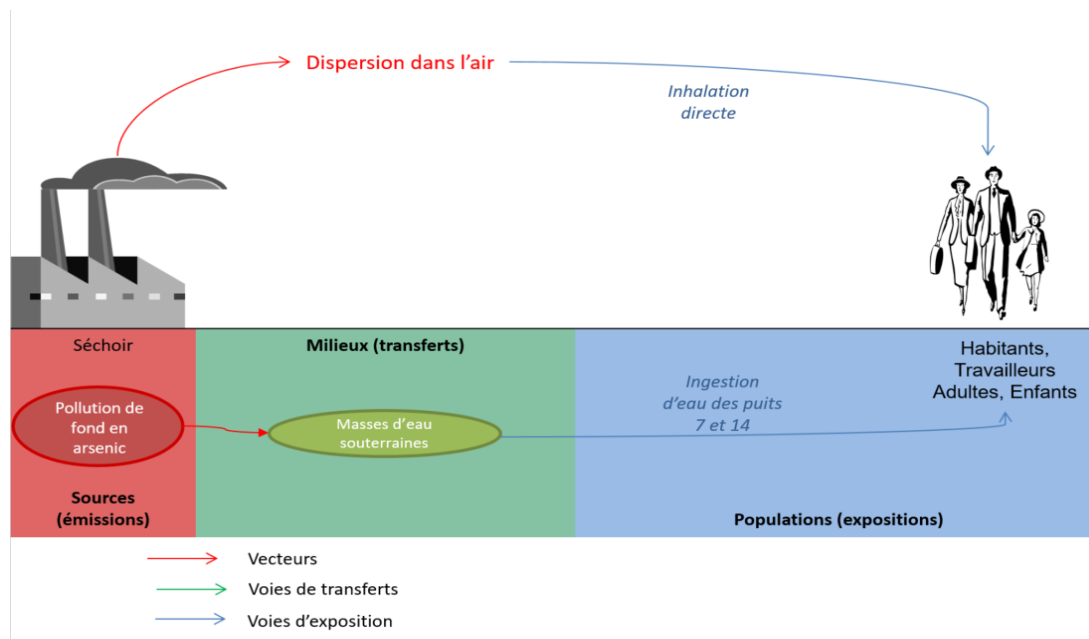 Dispersion dans l'air
Inhalation
directe
Séchoir
Milieux (transferts)
Habitants,
Travailleurs
Adultes, Enfants
Pollution de
fond en
arsenic
Masses d'eau
souterraines
Ingestion
d'eau des puits
7 et 14
Sources
(émissions)
Populations (expositions)
Vecteurs
Voies de transferts
Voies d'exposition